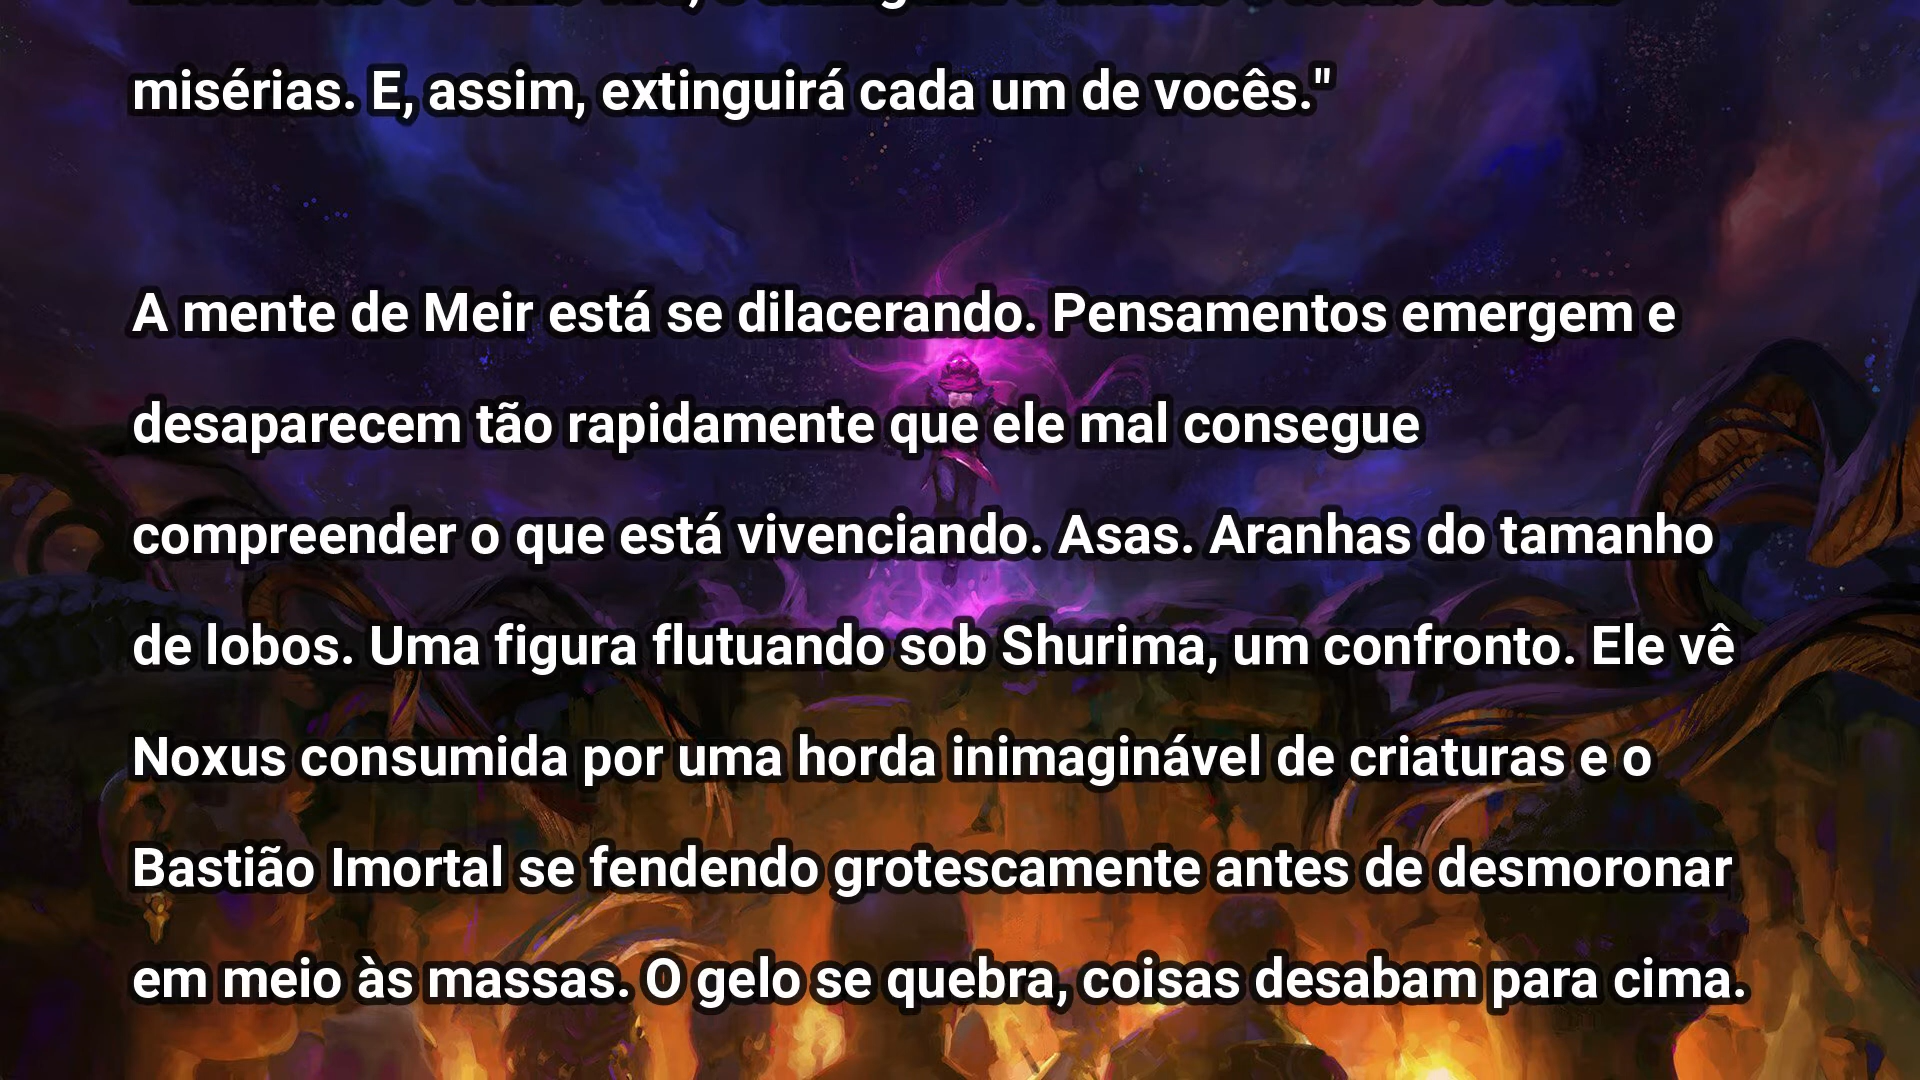 misérias. E, assim, extinguirá cada um de vocês."
A mente de Meir está se dilacerando. Pensamentos emergem e
desaparecem tão rapidamente que ele mal consegue
compreender o que está vivenciando. Asas. Aranhas do tamanho
de lobos. Uma figura flutuando sob Shurima, um confronto. Ele vê
Noxus consumida por uma horda inimaginável de criaturas e o
Bastião Imortal se fendendo grotescamente antes de desmoronar
em meio às massas. O gelo se quebra, coisas desabam para cima.